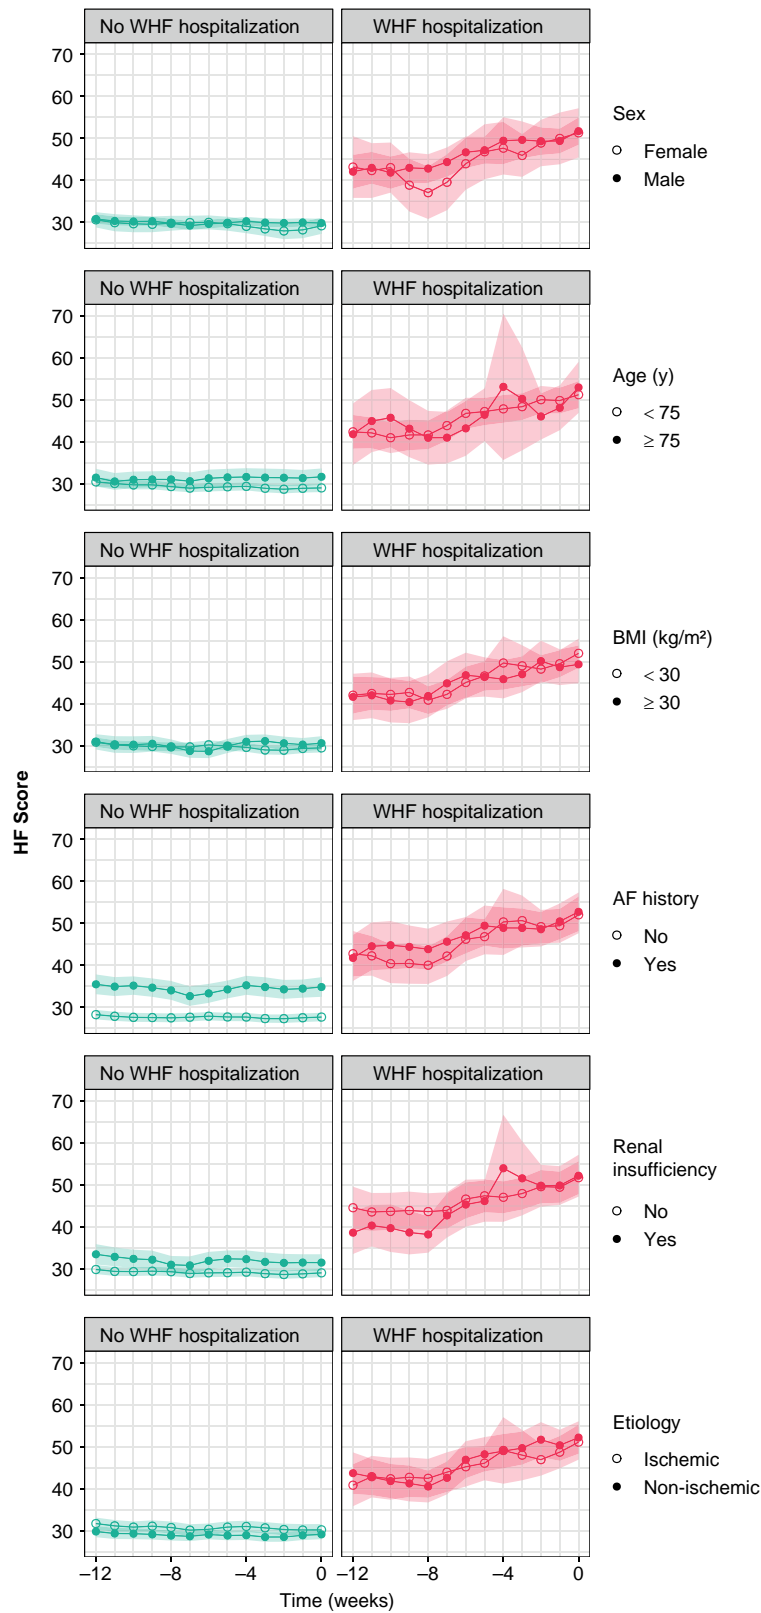 HF Score
No WHF hospitalization
WHF hospitalization
70
60
50
40
30
Sex
Female
Male
No WHF hospitalization
WHF hospitalization
70
60
50
40
30
Age (y)
< 75
≥ 75
No WHF hospitalization
WHF hospitalization
70
60
50
40
30
BMI (kg/m²)
< 30
≥ 30
No WHF hospitalization
WHF hospitalization
70
60
50
40
30
AF history
No
Yes
No WHF hospitalization
WHF hospitalization
70
60
50
40
30
Renal
insufficiency
No
Yes
No WHF hospitalization
WHF hospitalization
70
60
50
40
30
Etiology
Ischemic
Non-ischemic
−12 −8 −4 0 −12 −8 −4 0
Time (weeks)